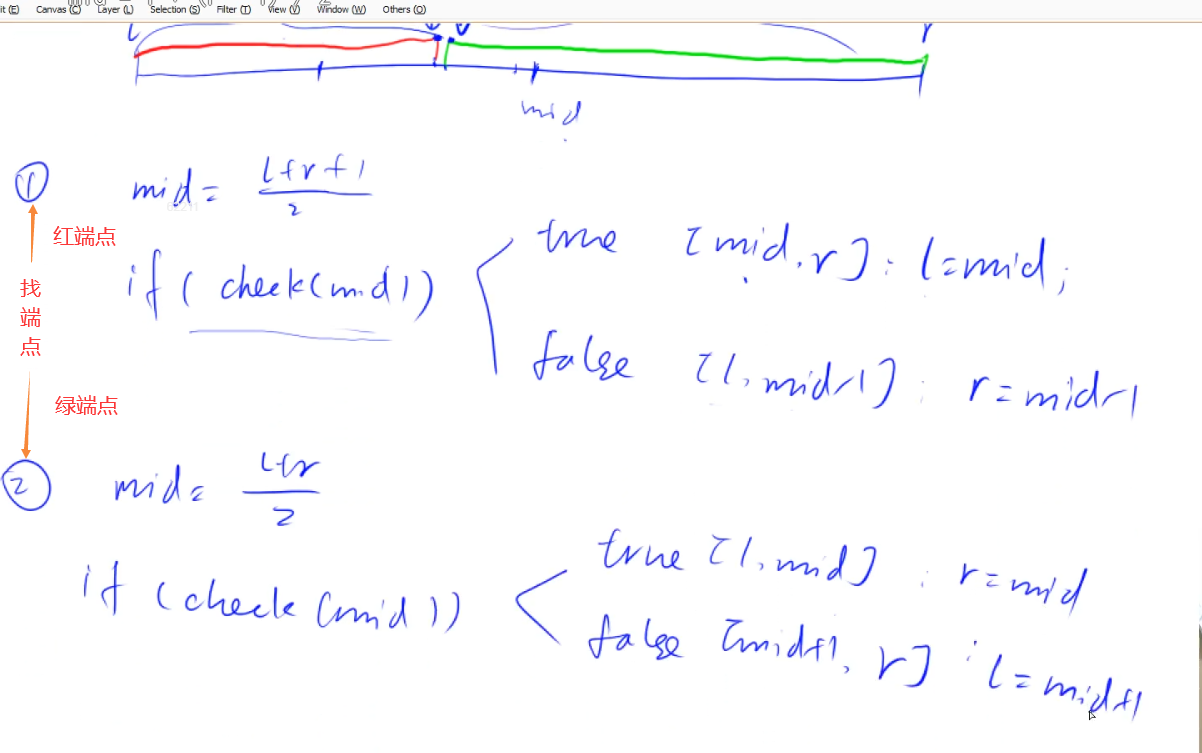 it (E) Canvas (C) Layer (L) Selection (S) Filter (T) View (V) Window (W) Others (O)
l r
mid
① mid = l+r+1
2
红端点
if ( check(mid))
true [mid, r] : l=mid;
false [l, mid-1] : r=mid-1
找
端
点
绿端点
② mid = l+r
2
if (check(mid))
true [l, mid] : r=mid
false [mid+1, r] : l=mid+1